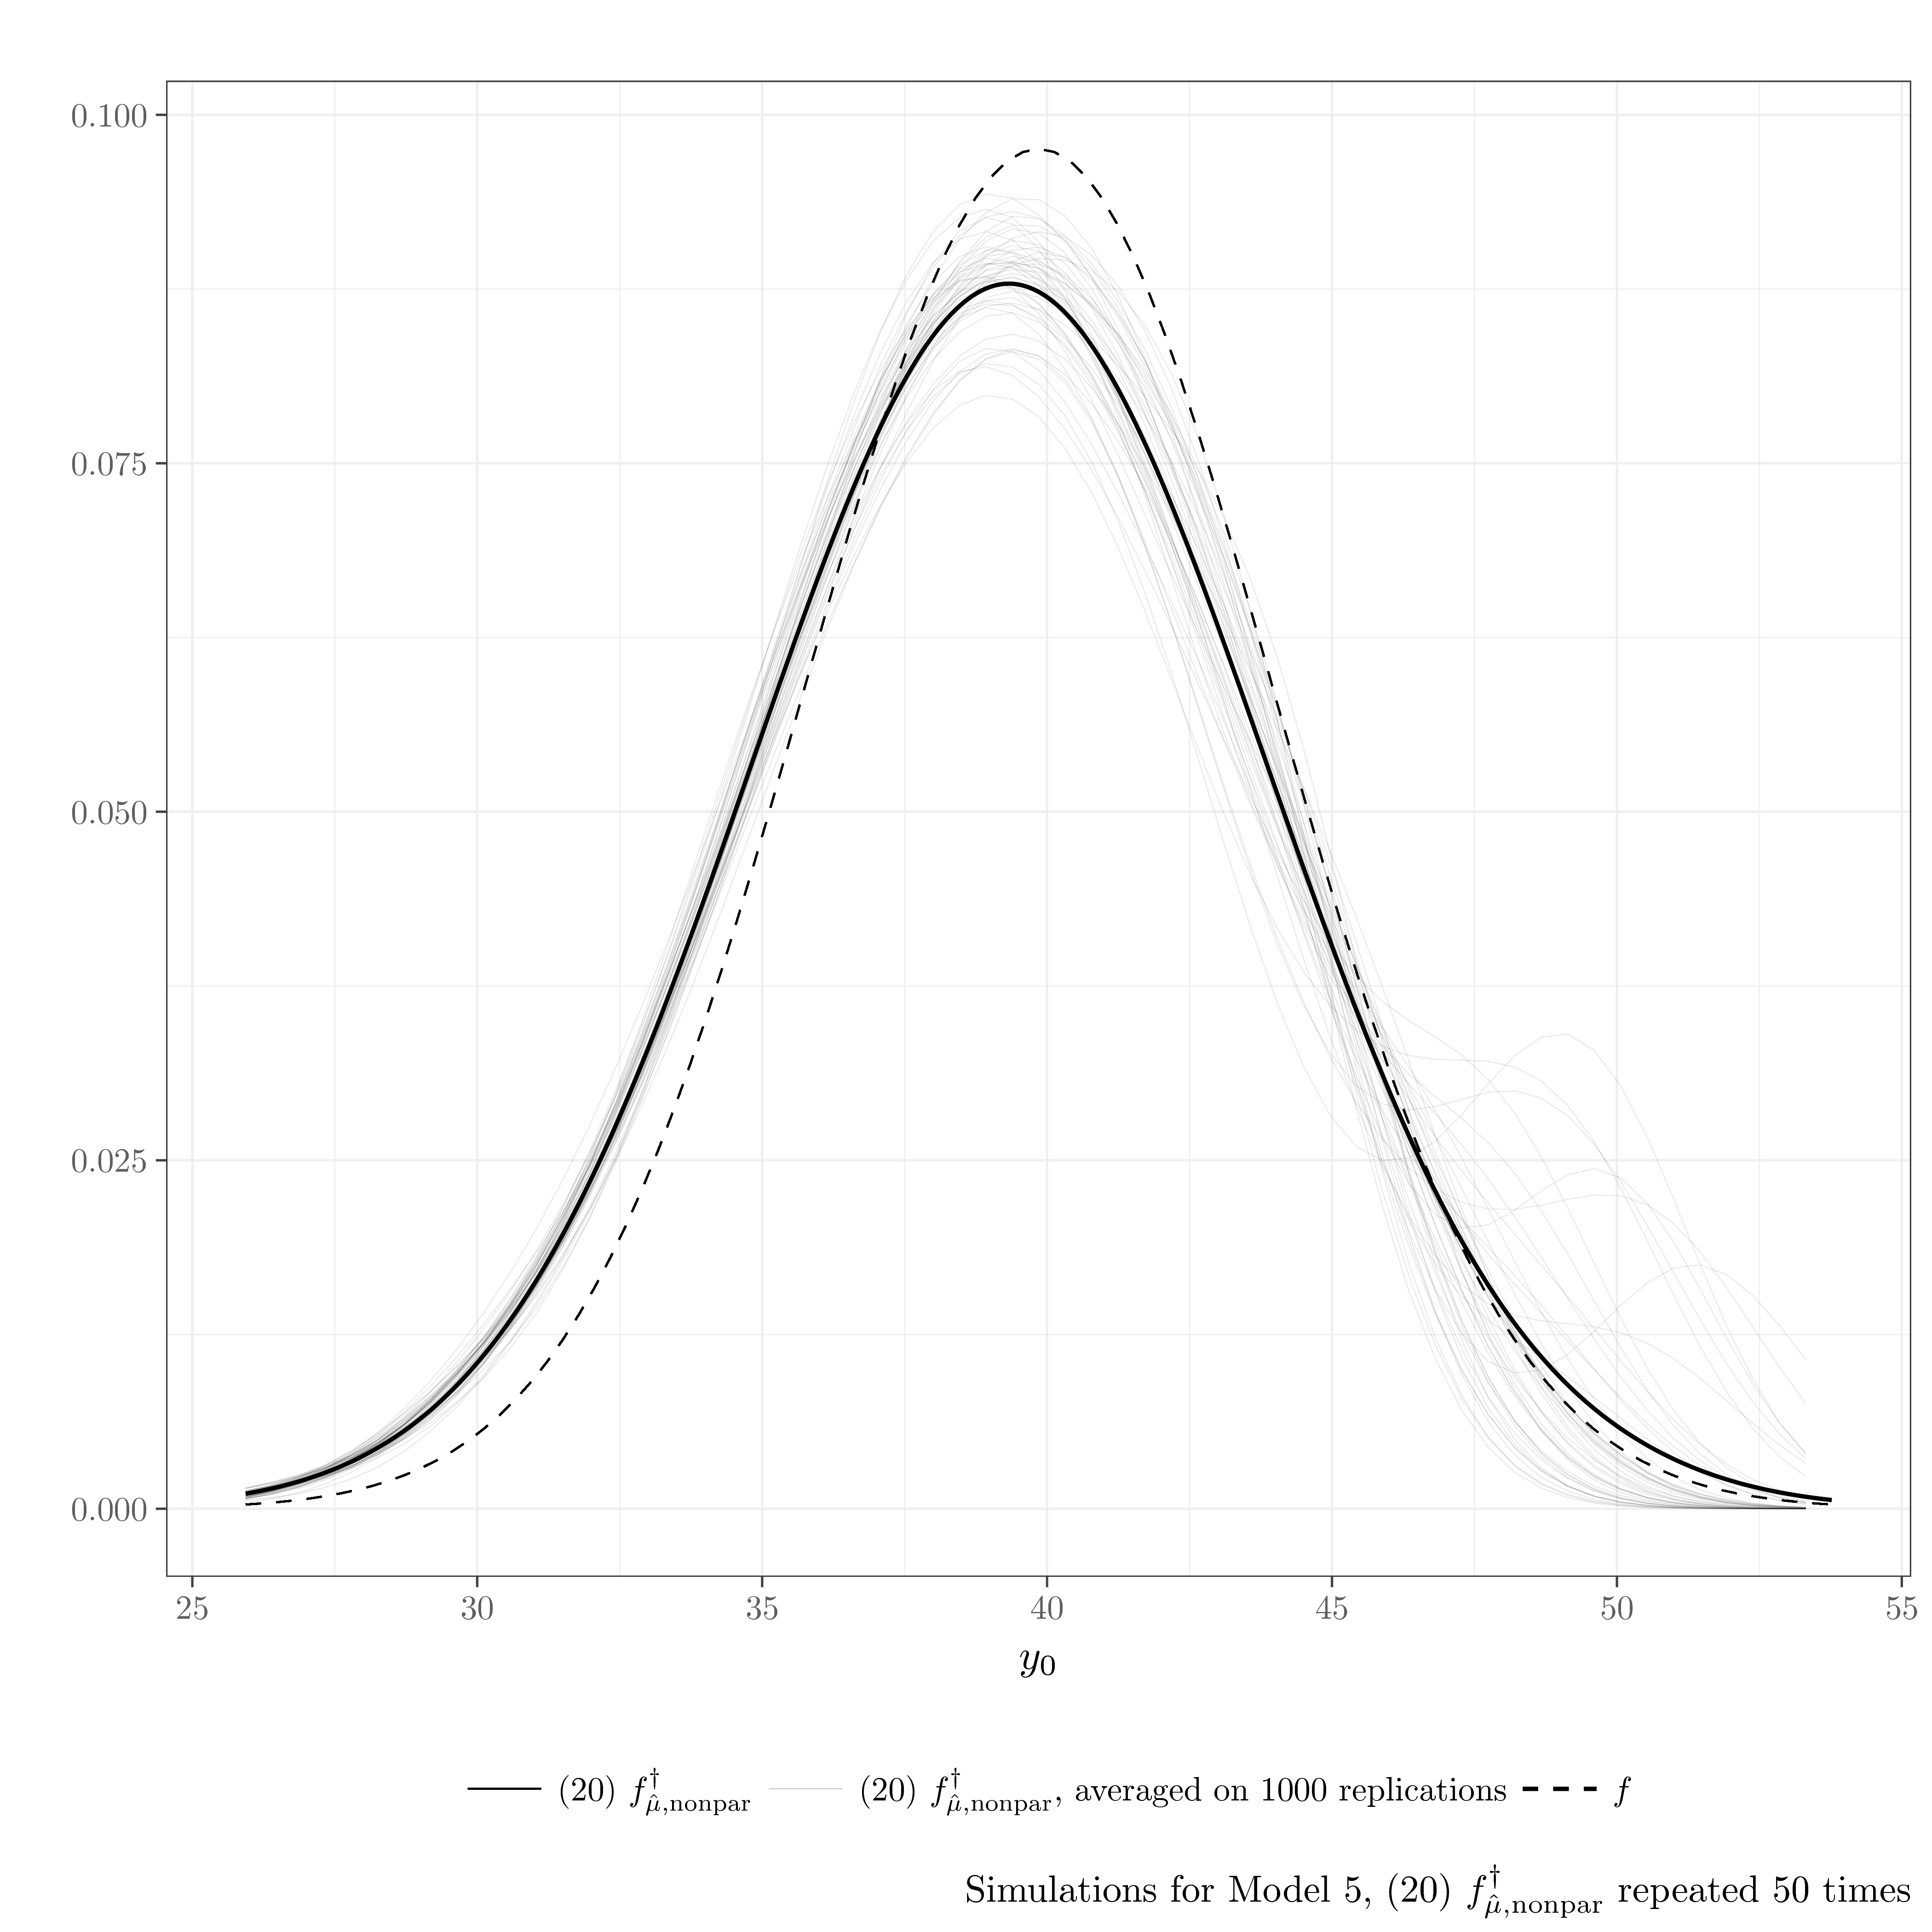 0.100
0.075
0.050
0.025
0.000
25 30 35 40 45 50 55
y₀
(20) f†μ̂,nonpar (20) f†μ̂,nonpar, averaged on 1000 replications f
Simulations for Model 5, (20) f†μ̂,nonpar repeated 50 times